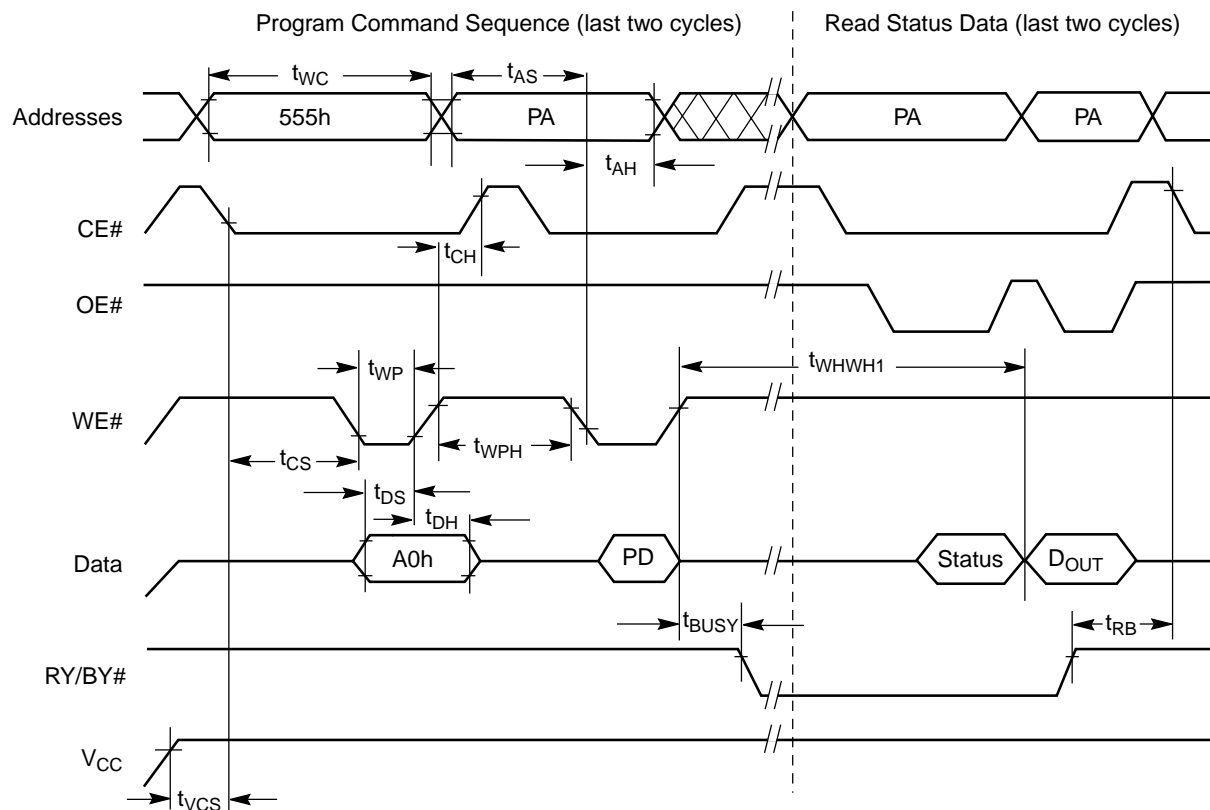 Program Command Sequence (last two cycles)
Read Status Data (last two cycles)
tWC
tAS
Addresses
555h
PA
PA
PA
tAH
CE#
tCH
OE#
tWP
tWHWH1
WE#
tCS
tWPH
tDS
tDH
Data
A0h
PD
Status
DOUT
tBUSY
tRB
RY/BY#
VCC
tVCS